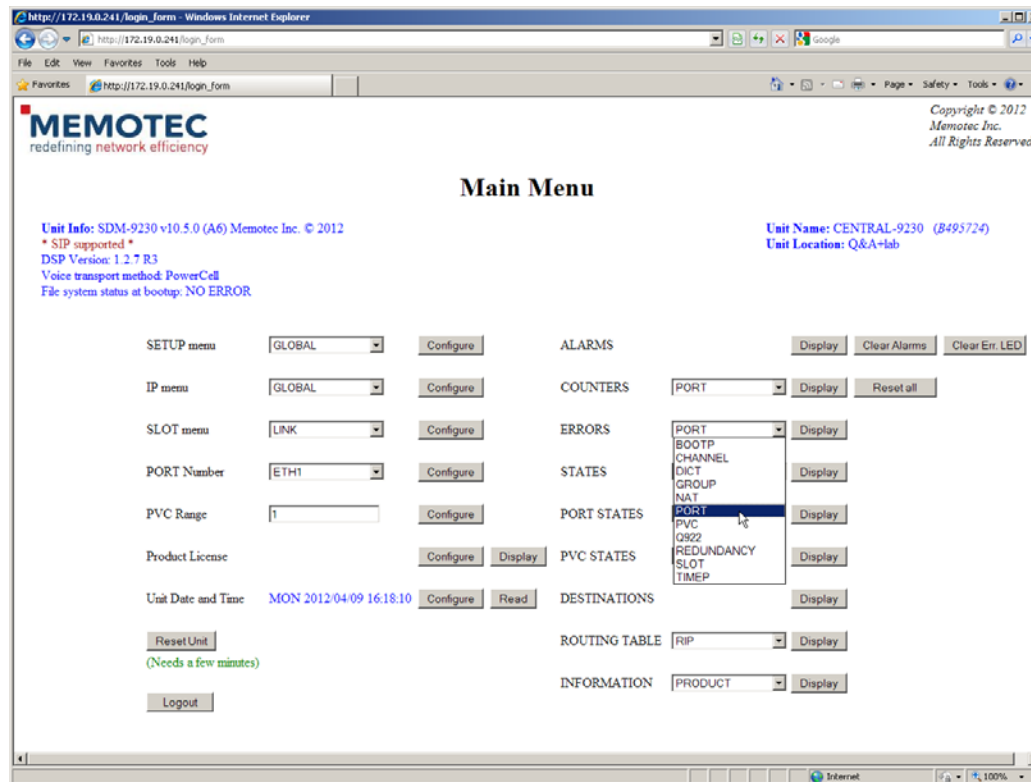 http://172.19.0.241/login_form - Windows Internet Explorer
http://172.19.0.241/login_form
Google
File Edit View Favorites Tools Help
Favorites http://172.19.0.241/login_form Page Safety Tools
MEMOTEC
redefining network efficiency
Copyright © 2012
Memotec Inc.
All Rights Reserved
Main Menu
Unit Info: SDM-9230 v10.5.0 (A6) Memotec Inc. © 2012
* SIP supported *
DSP Version: 1.2.7 R3
Voice transport method: PowerCell
File system status at bootup: NO ERROR
Unit Name: CENTRAL-9230 (B495724)
Unit Location: Q&A+lab
SETUP menu GLOBAL Configure ALARMS Display Clear Alarms Clear Err. LED
IP menu GLOBAL Configure COUNTERS PORT Display Reset all
SLOT menu LINK Configure ERRORS PORT Display
BOOTP
CHANNEL
PORT Number ETH1 Configure STATES DICT Display
GROUP
NAT
PVC Range 1 Configure PORT STATES PORT Display
PVC
Q922
Product License Configure Display PVC STATES REDUNDANCY Display
SLOT
TIMEP
Unit Date and Time MON 2012/04/09 16:18:10 Configure Read DESTINATIONS Display
Reset Unit ROUTING TABLE RIP Display
(Needs a few minutes)
INFORMATION PRODUCT Display
Logout
Internet 100%